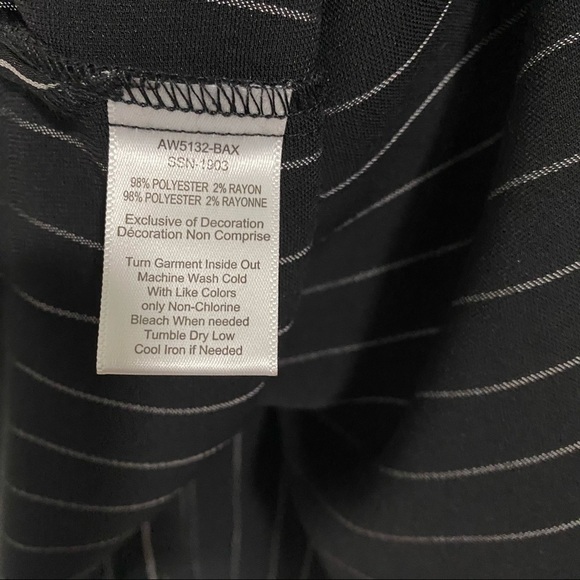 AW5132-BAX
SSN-1903
98% POLYESTER 2% RAYON
98% POLYESTER 2% RAYONNE
Exclusive of Decoration
Décoration Non Comprise
Turn Garment Inside Out
Machine Wash Cold
With Like Colors
only Non-Chlorine
Bleach When needed
Tumble Dry Low
Cool Iron if Needed